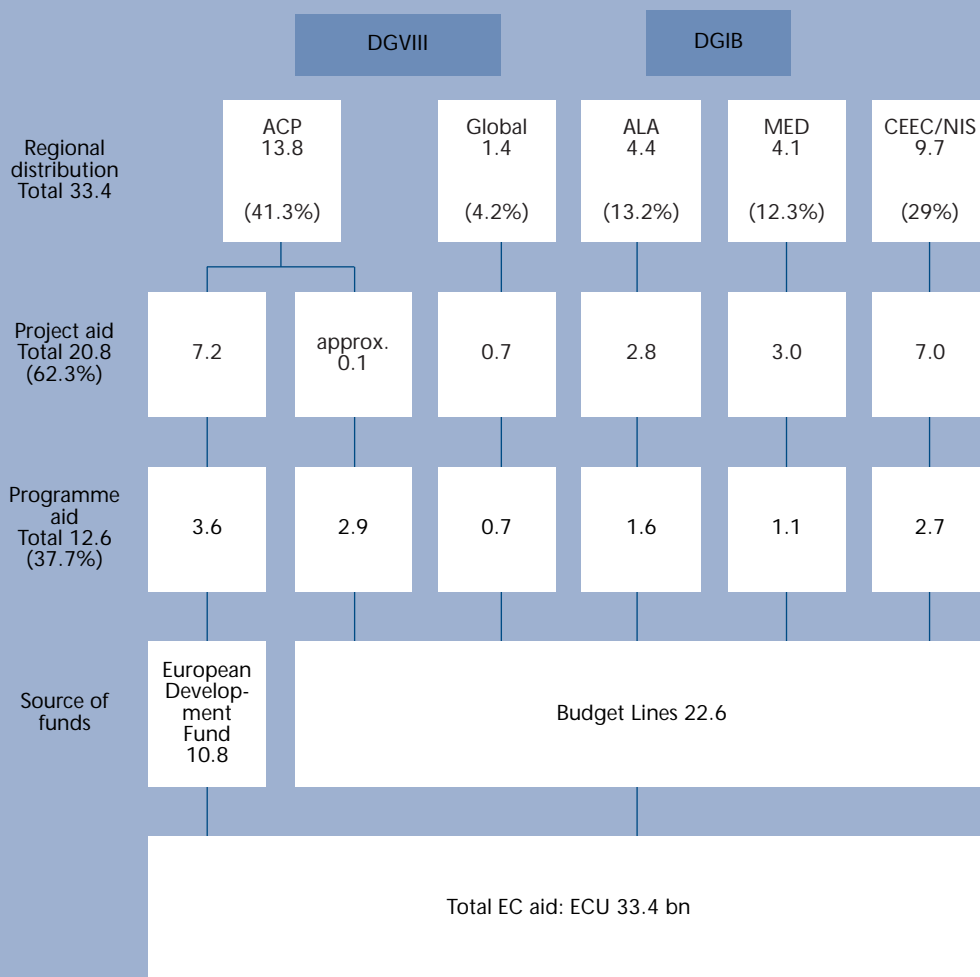 DGVIII
DGIB
Regional
distribution
Total 33.4
ACP
13.8
(41.3%)
Global
1.4
(4.2%)
ALA
4.4
(13.2%)
MED
4.1
(12.3%)
CEEC/NIS
9.7
(29%)
Project aid
Total 20.8
(62.3%)
7.2
approx.
0.1
0.7
2.8
3.0
7.0
Programme
aid
Total 12.6
(37.7%)
3.6
2.9
0.7
1.6
1.1
2.7
Source of
funds
European
Develop-
ment
Fund
10.8
Budget Lines 22.6
Total EC aid: ECU 33.4 bn